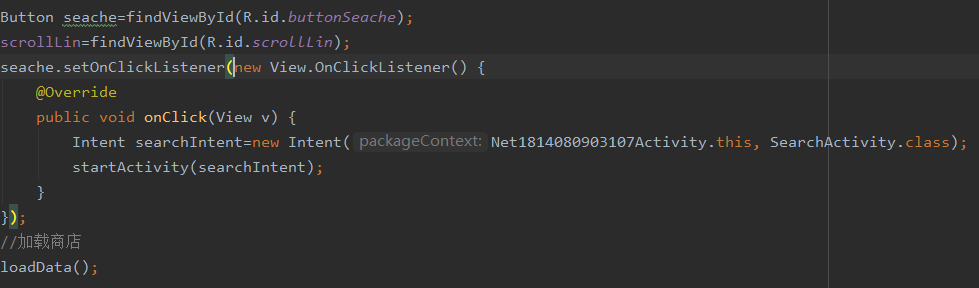 Button seache=findViewById(R.id.buttonSeache);
scrollLin=findViewById(R.id.scrollLin);
seache.setOnClickListener(new View.OnClickListener() {
    @Override
    public void onClick(View v) {
        Intent searchIntent=new Intent( packageContext: Net1814080903107Activity.this, SearchActivity.class);
        startActivity(searchIntent);
    }
});
//加载商店
loadData();